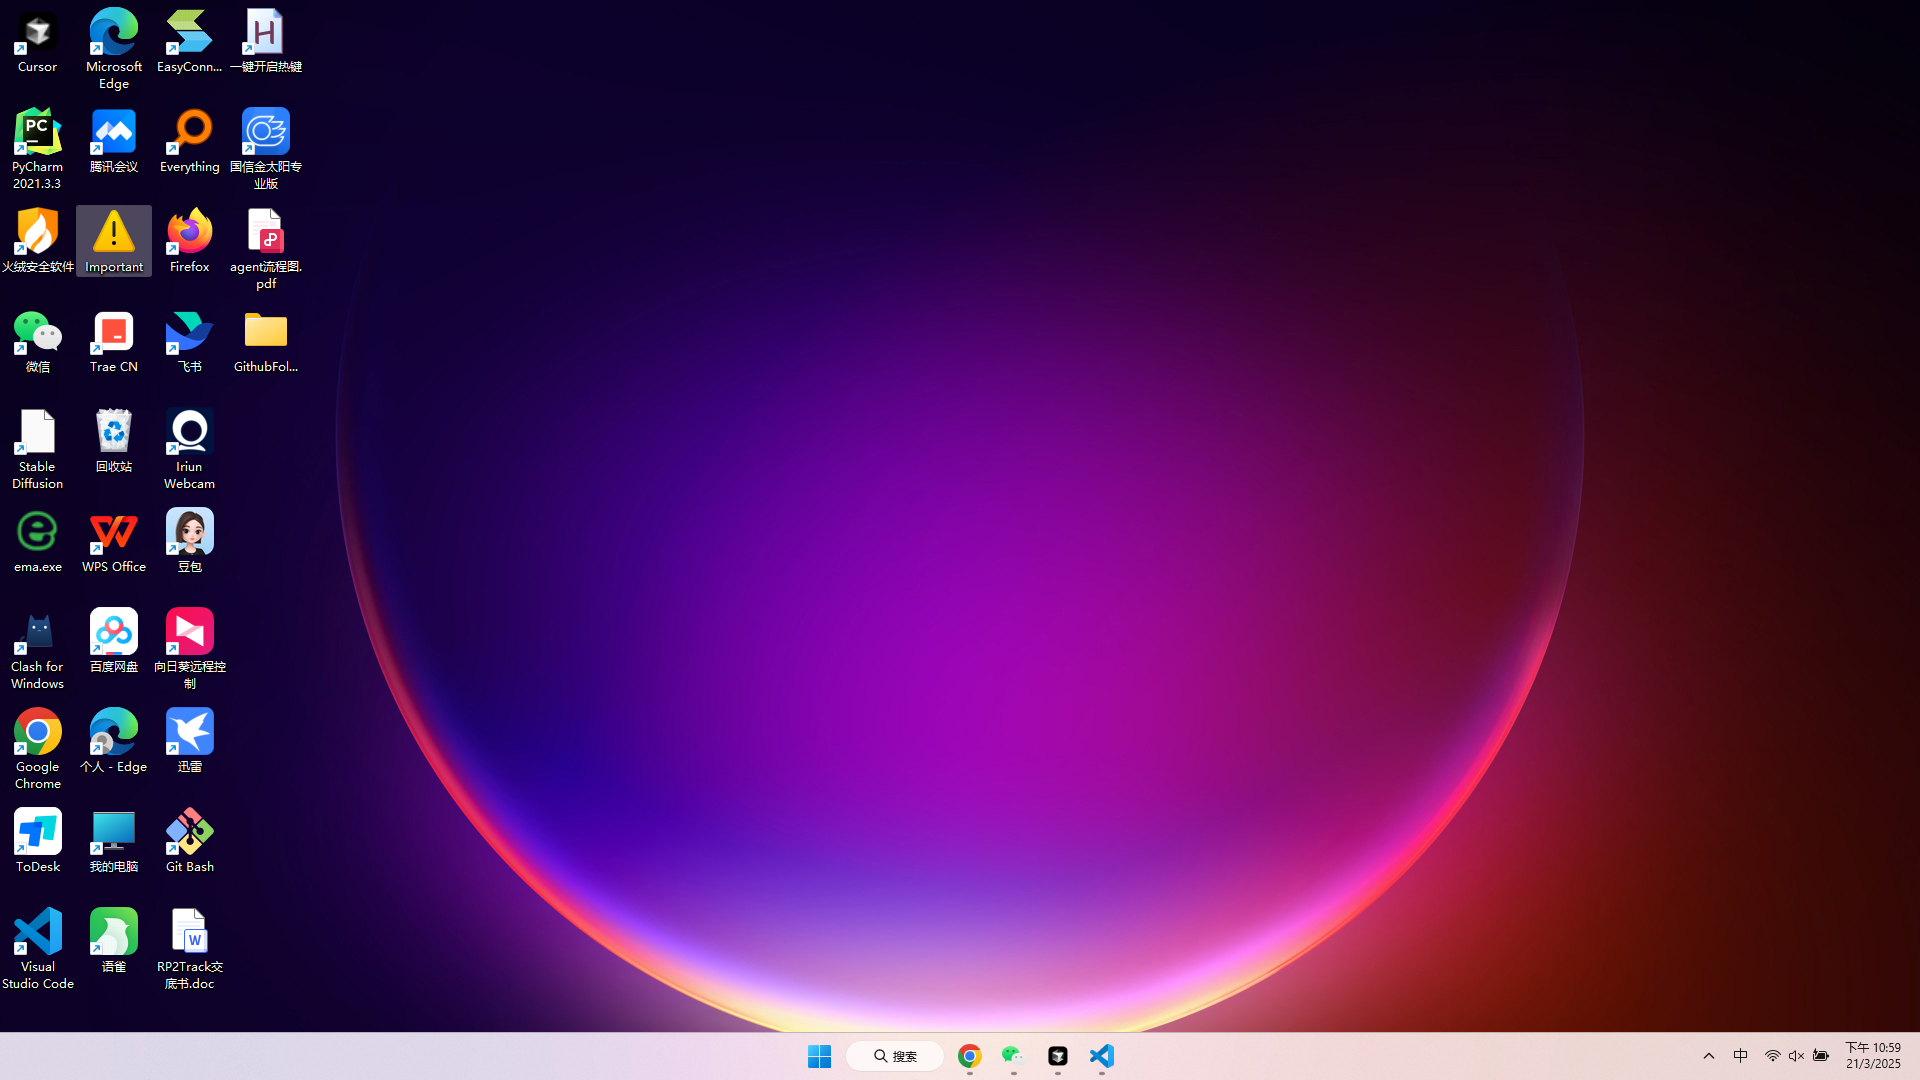 Cursor
Microsoft
Edge
EasyConn...
一键开启热键
PC
PyCharm
2021.3.3
腾讯会议
Everything
国信金太阳专
业版
火绒安全软件
Important
Firefox
agent流程图.
pdf
微信
Trae CN
飞书
GithubFol...
Stable
Diffusion
回收站
Iriun
Webcam
ema.exe
WPS Office
豆包
Clash for
Windows
百度网盘
向日葵远程控
制
Google
Chrome
个人 - Edge
迅雷
ToDesk
我的电脑
Git Bash
Visual
Studio Code
语雀
RP2Track交
底书.doc
搜索
中
下午 10:59
21/3/2025